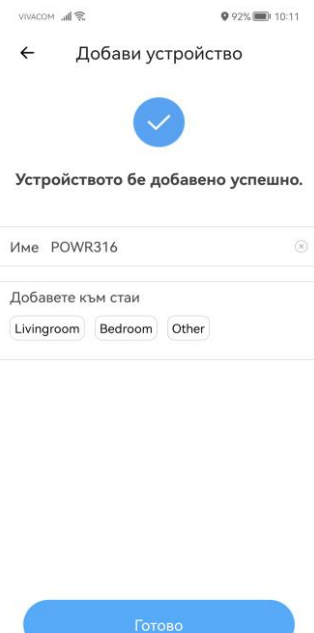 VIVACOM 92% 10:11
Добави устройство
Устройството бе добавено успешно.
Име POWR316
Добавете към стаи
Livingroom Bedroom Other
Готово